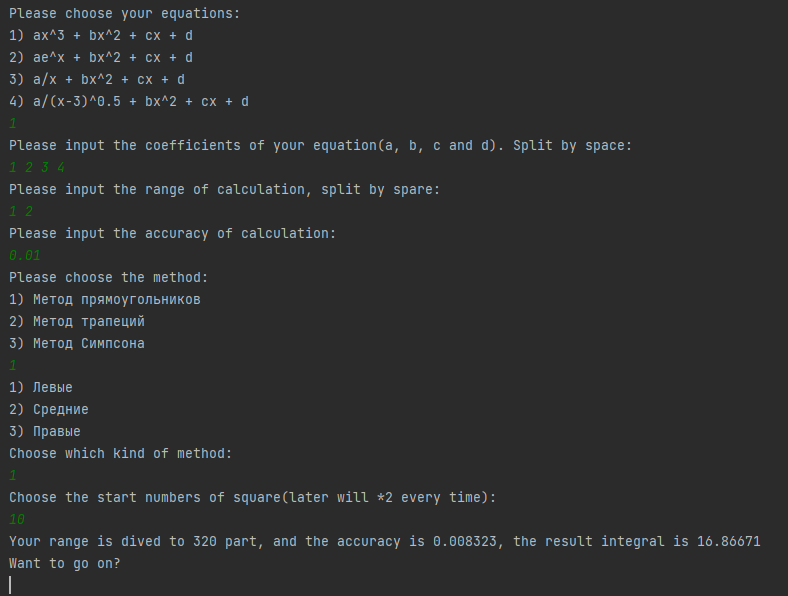 Please choose your equations:
1) ax^3 + bx^2 + cx + d
2) ae^x + bx^2 + cx + d
3) a/x + bx^2 + cx + d
4) a/(x-3)^0.5 + bx^2 + cx + d
1
Please input the coefficients of your equation(a, b, c and d). Split by space:
1 2 3 4
Please input the range of calculation, split by spare:
1 2
Please input the accuracy of calculation:
0.01
Please choose the method:
1) Метод прямоугольников
2) Метод трапеций
3) Метод Симпсона
1
1) Левые
2) Средние
3) Правые
Choose which kind of method:
1
Choose the start numbers of square(later will *2 every time):
10
Your range is dived to 320 part, and the accuracy is 0.008323, the result integral is 16.86671
Want to go on?